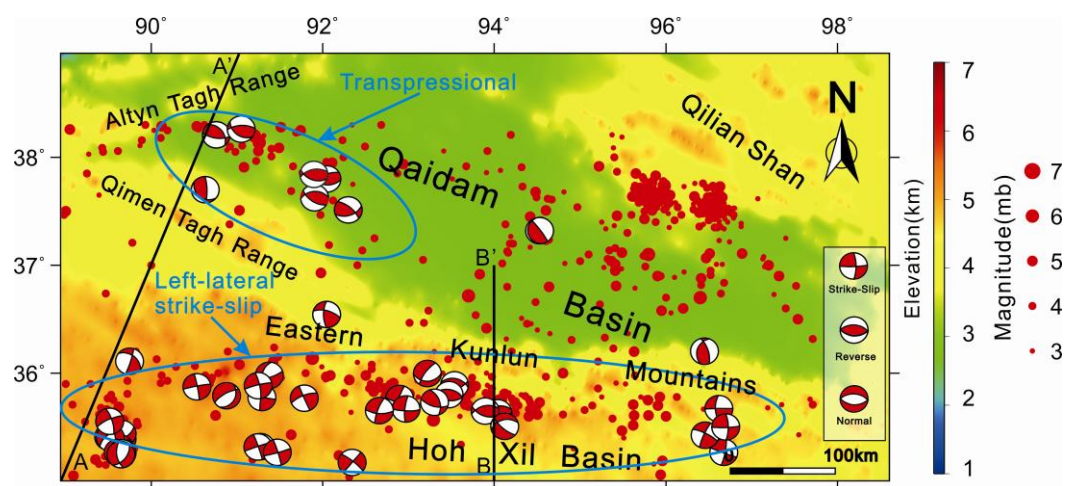 90˚ 92˚ 94˚ 96˚ 98˚
A'
Altyn Tagh Range
Transpressional
N
Qilian Shan
38˚
Qaidam
Qimen Tagh Range
37˚
B'
Left-lateral
strike-slip
Basin
Eastern
Kunlun
Mountains
36˚
Hoh Xil Basin
A
B
100km
Strike-Slip
Reverse
Normal
Elevation(km)
7
6
5
4
3
2
1
Magnitude(mb)
7
6
5
4
3